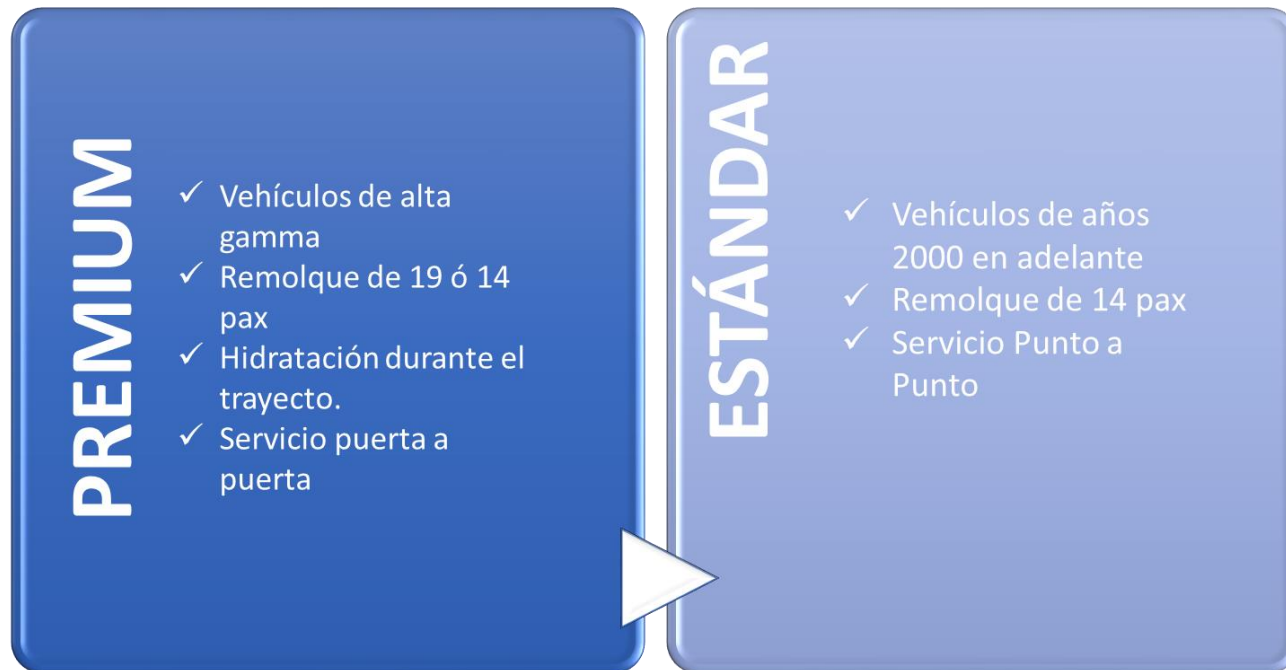 PREMIUM
✓ Vehículos de alta
gamma
✓ Remolque de 19 ó 14
pax
✓ Hidratación durante el
trayecto.
✓ Servicio puerta a
puerta
ESTÁNDAR
✓ Vehículos de años
2000 en adelante
✓ Remolque de 14 pax
✓ Servicio Punto a
Punto